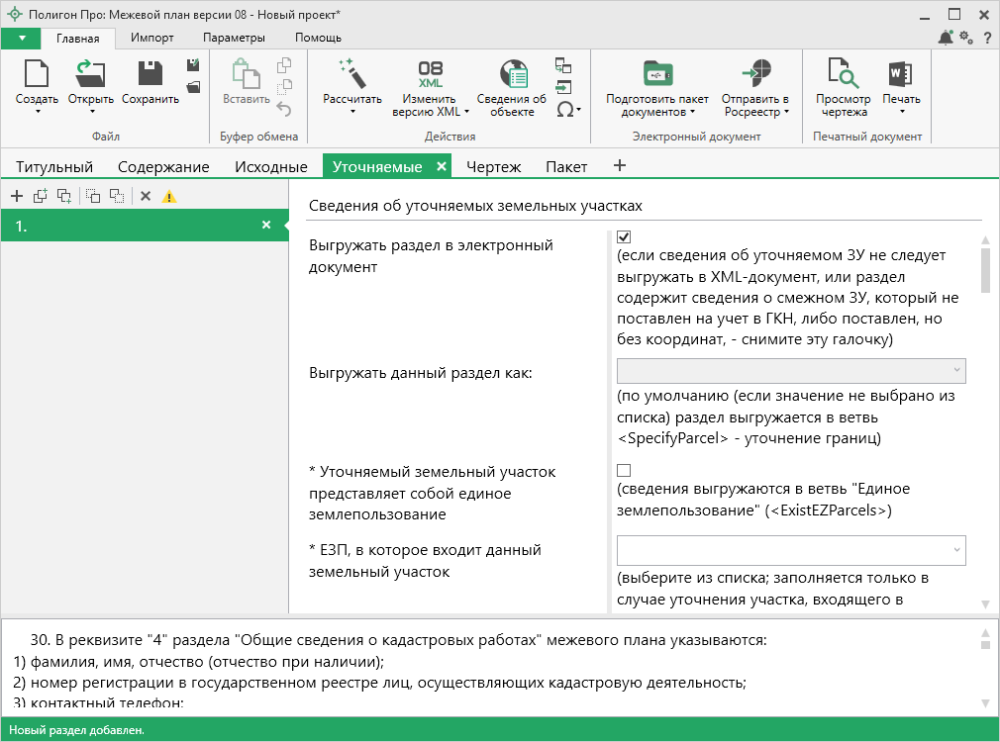 Полигон Про: Межевой план версии 08 - Новый проект*
Главная
Импорт
Параметры
Помощь
?
Создать
Открыть
Сохранить
Файл
Вставить
Буфер обмена
Рассчитать
08
XML
Изменить
версию XML
Сведения об
объекте
Ω
Действия
Подготовить пакет
документов
Отправить в
Росреестр
Электронный документ
Просмотр
чертежа
W
Печать
Печатный документ
Титульный
Содержание
Исходные
Уточняемые
Чертеж
Пакет
1.
Сведения об уточняемых земельных участках
Выгружать раздел в электронный
документ
(если сведения об уточняемом ЗУ не следует
выгружать в XML-документ, или раздел
содержит сведения о смежном ЗУ, который не
поставлен на учет в ГКН, либо поставлен, но
без координат, - снимите эту галочку)
Выгружать данный раздел как:
(по умолчанию (если значение не выбрано из
списка) раздел выгружается в ветвь
<SpecifyParcel> - уточнение границ)
* Уточняемый земельный участок
представляет собой единое
землепользование
(сведения выгружаются в ветвь "Единое
землепользование" (<ExistEZParcels>)
* ЕЗП, в которое входит данный
земельный участок
(выберите из списка; заполняется только в
случае уточнения участка, входящего в
30. В реквизите "4" раздела "Общие сведения о кадастровых работах" межевого плана указываются:
1) фамилия, имя, отчество (отчество при наличии);
2) номер регистрации в государственном реестре лиц, осуществляющих кадастровую деятельность;
3) контактный телефон;
Новый раздел добавлен.